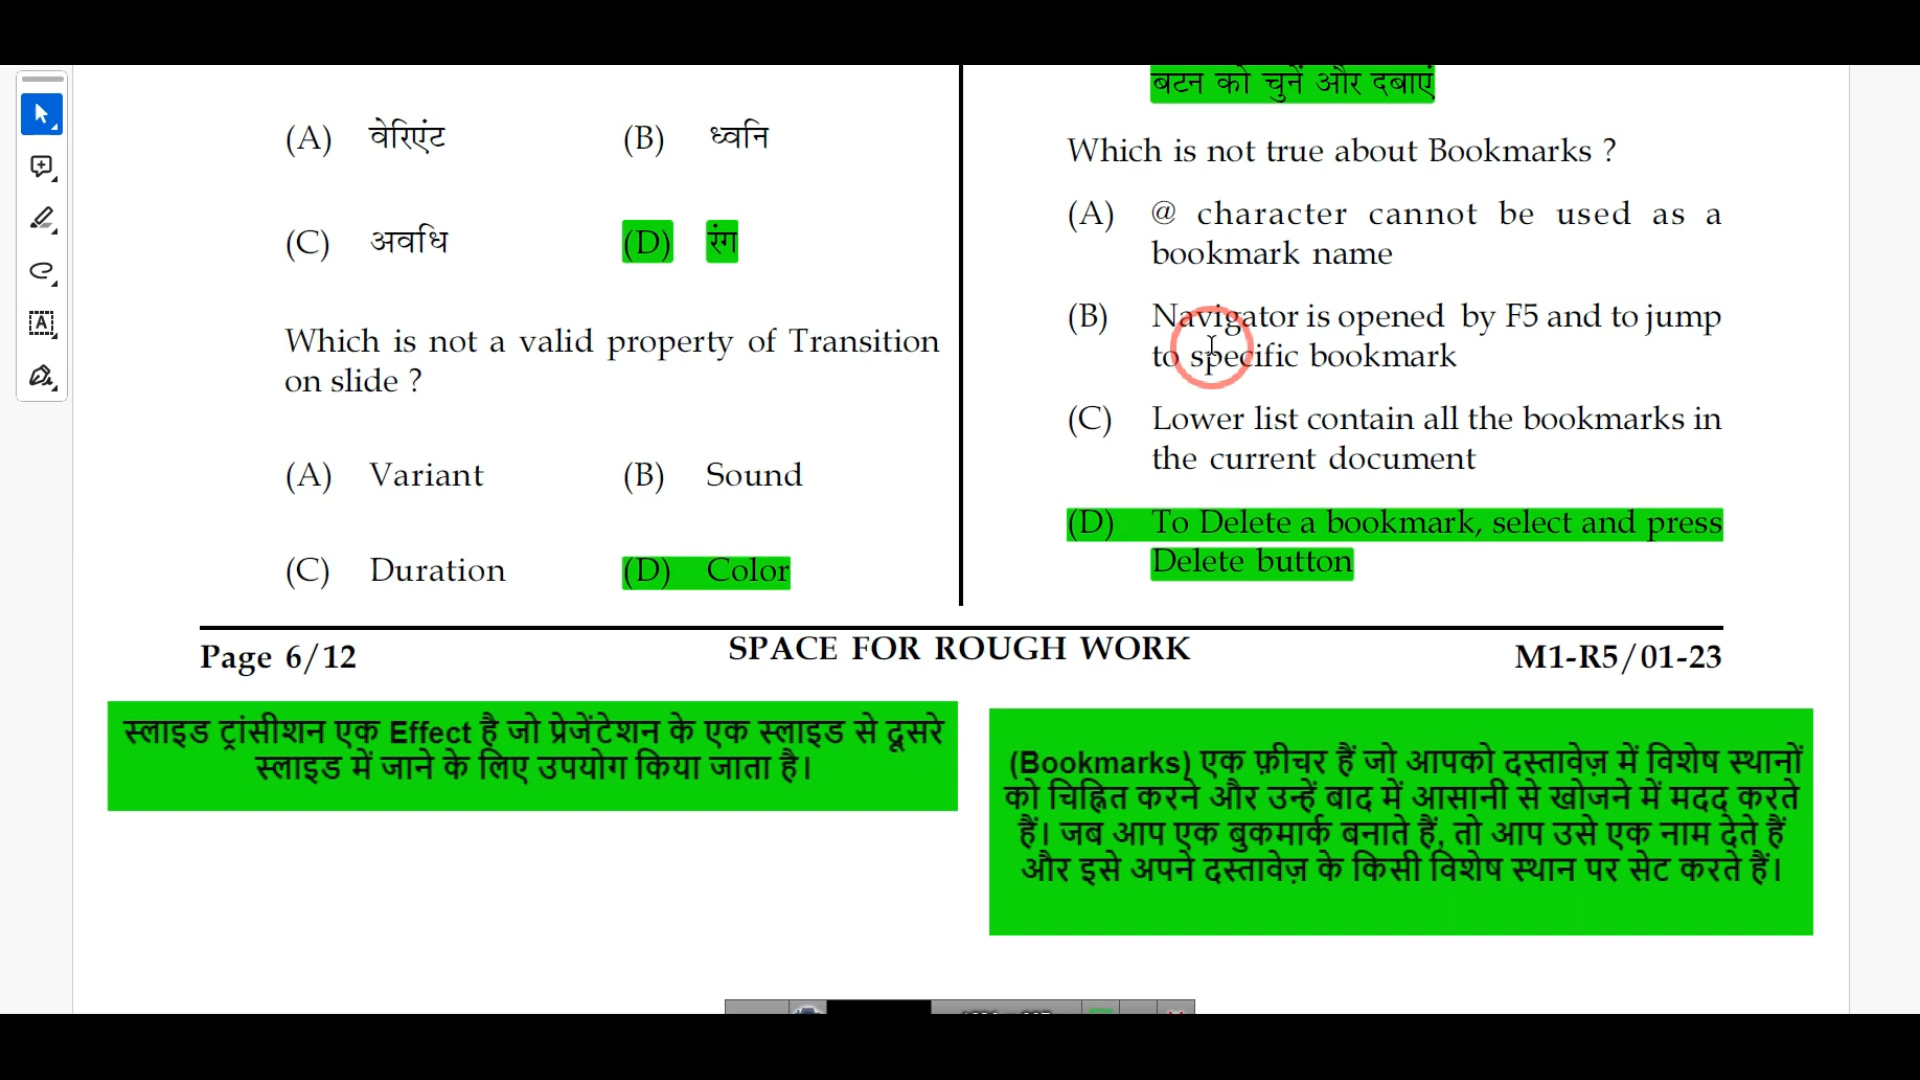 (A) वेरिएंट (B) ध्वनि
(C) अवधि (D) रंग
Which is not a valid property of Transition
on slide ?
(A) Variant (B) Sound
(C) Duration (D) Color
बटन को चुनें और दबाएं
Which is not true about Bookmarks ?
(A) @ character cannot be used as a
bookmark name
(B) Navigator is opened by F5 and to jump
to specific bookmark
(C) Lower list contain all the bookmarks in
the current document
(D) To Delete a bookmark, select and press
Delete button
Page 6/12 SPACE FOR ROUGH WORK M1-R5/01-23
स्लाइड ट्रांसीशन एक Effect है जो प्रेजेंटेशन के एक स्लाइड से दूसरे
स्लाइड में जाने के लिए उपयोग किया जाता है।
(Bookmarks) एक फ़ीचर हैं जो आपको दस्तावेज़ में विशेष स्थानों
को चिह्नित करने और उन्हें बाद में आसानी से खोजने में मदद करते
हैं। जब आप एक बुकमार्क बनाते हैं, तो आप उसे एक नाम देते हैं
और इसे अपने दस्तावेज़ के किसी विशेष स्थान पर सेट करते हैं।